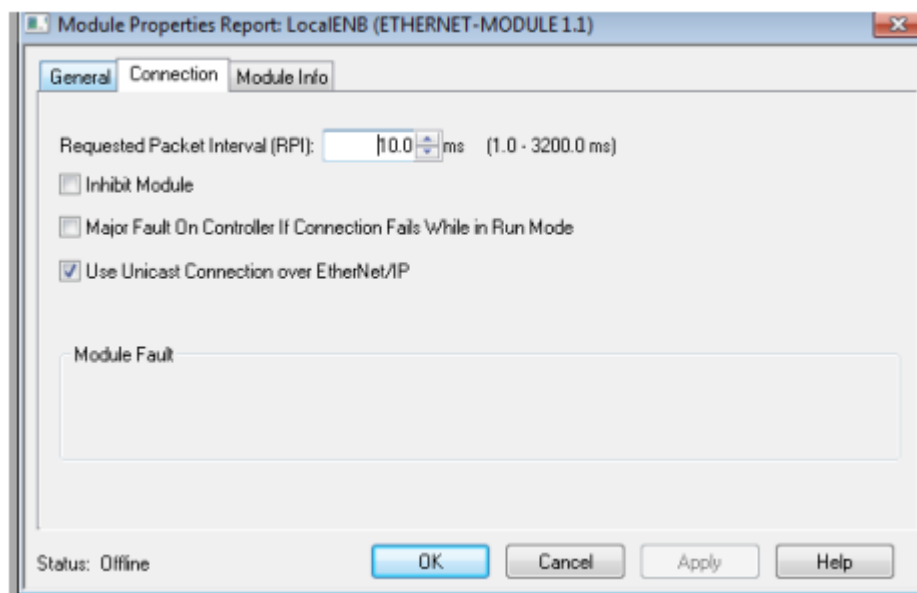 Module Properties Report: LocalENB (ETHERNET-MODULE 1.1)
General Connection Module Info
Requested Packet Interval (RPI): 10.0 ms (1.0 - 3200.0 ms)
Inhibit Module
Major Fault On Controller If Connection Fails While in Run Mode
Use Unicast Connection over EtherNet/IP
Module Fault
Status: Offline OK Cancel Apply Help